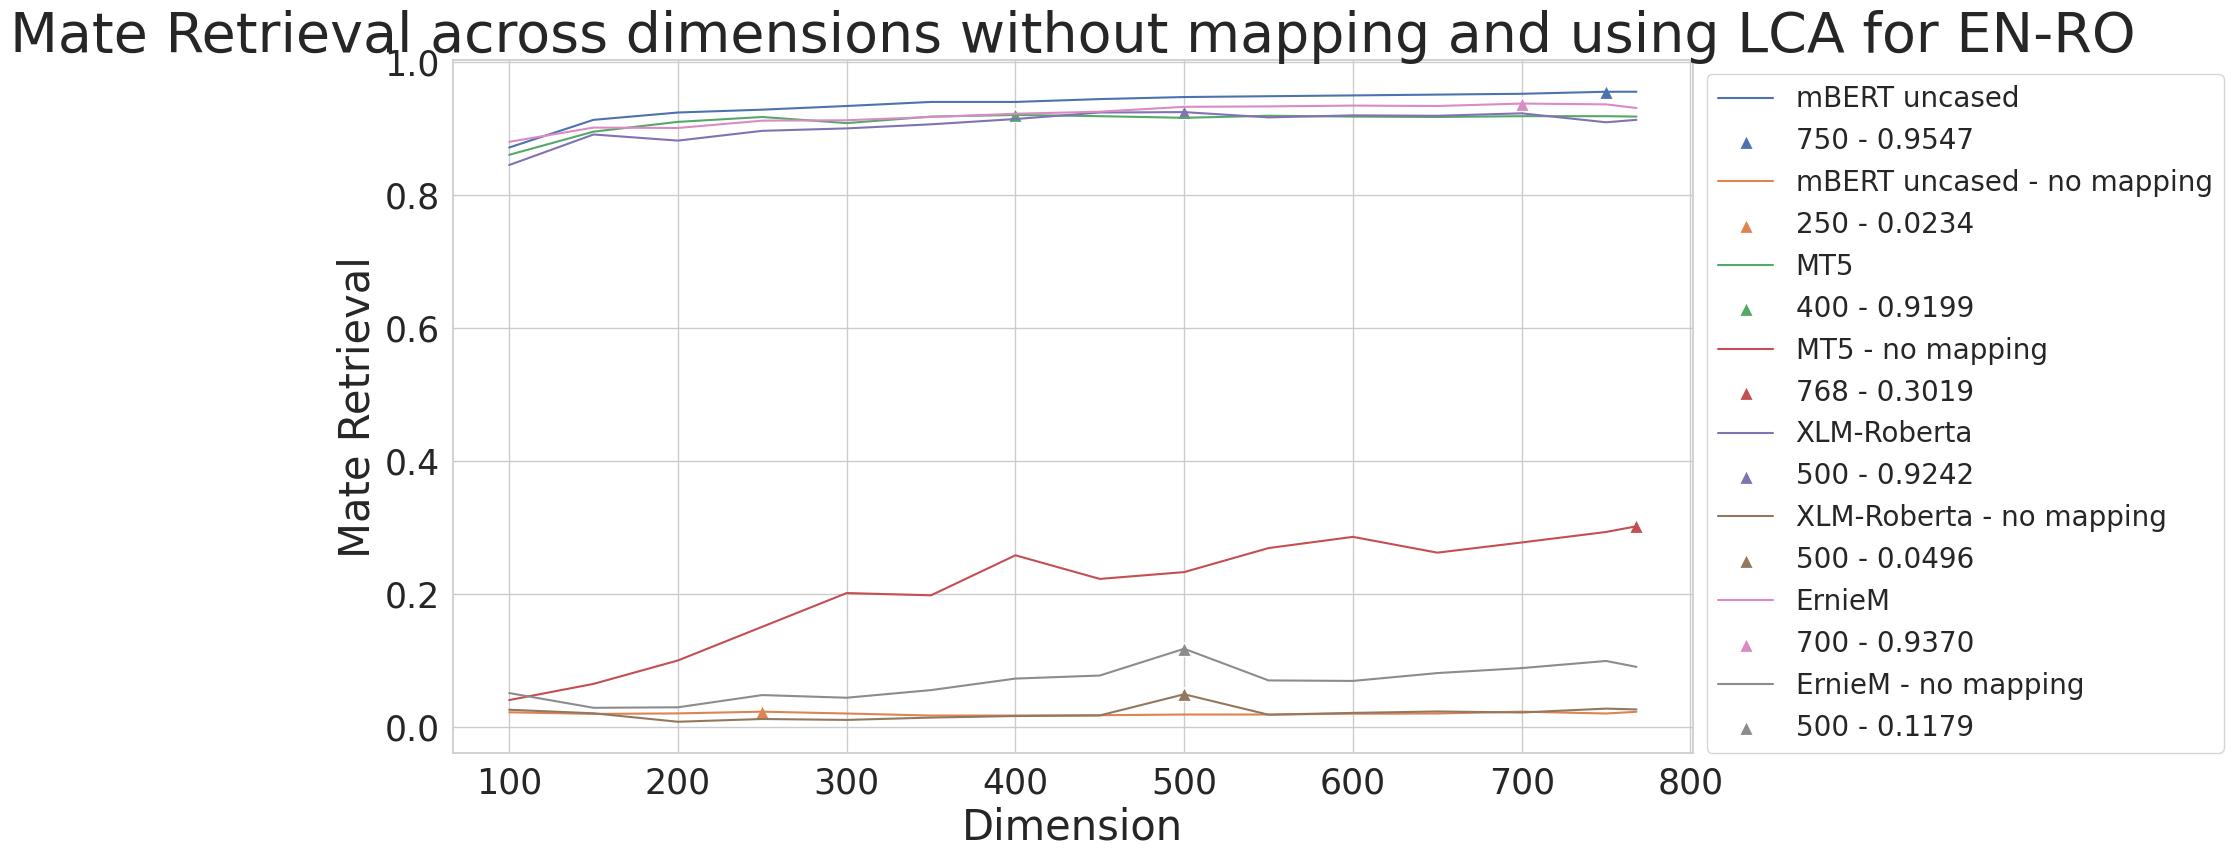 Mate Retrieval across dimensions without mapping and using LCA for EN-RO
1.0
0.8
0.6
0.4
0.2
0.0
Mate Retrieval
100 200 300 400 500 600 700 800
Dimension
mBERT uncased
750 - 0.9547
mBERT uncased - no mapping
250 - 0.0234
MT5
400 - 0.9199
MT5 - no mapping
768 - 0.3019
XLM-Roberta
500 - 0.9242
XLM-Roberta - no mapping
500 - 0.0496
ErnieM
700 - 0.9370
ErnieM - no mapping
500 - 0.1179